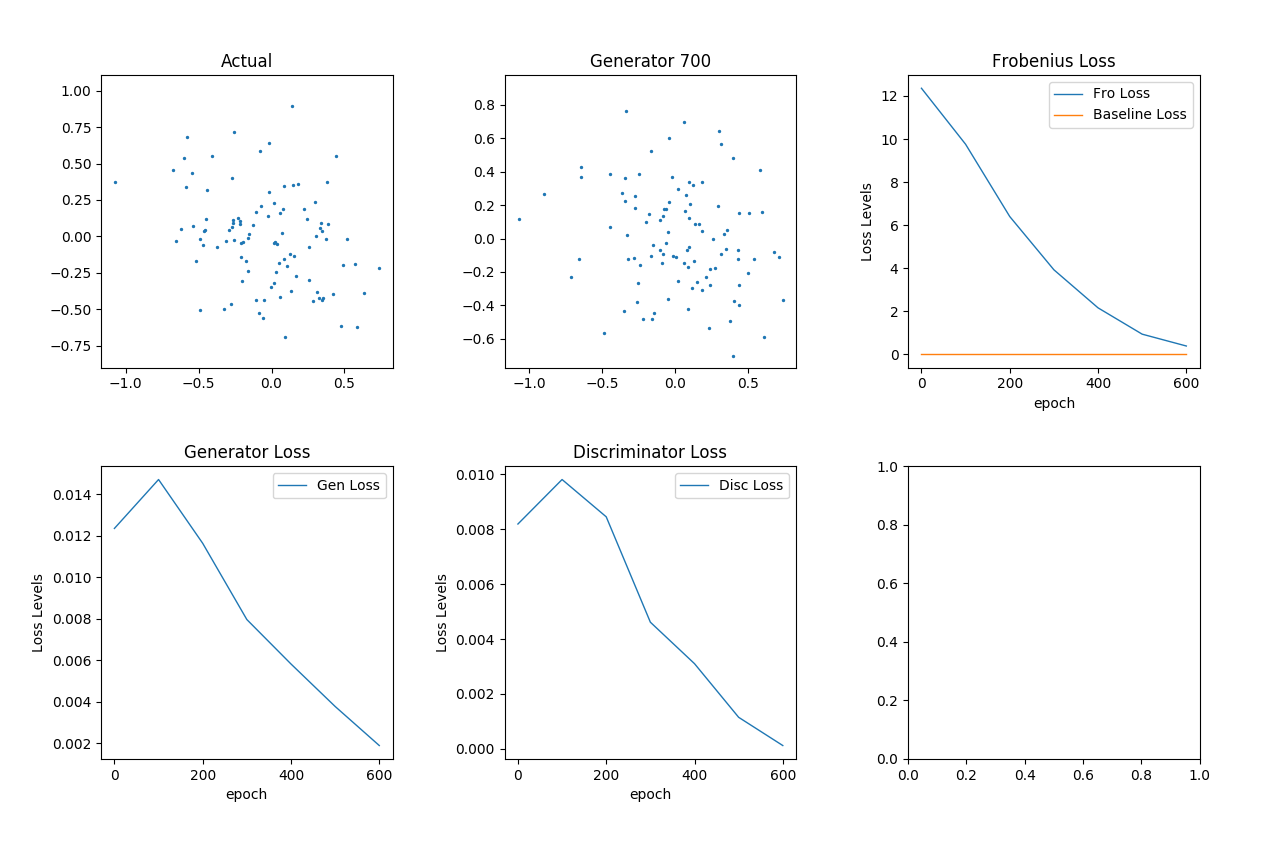 Actual
1.00
0.75
0.50
0.25
0.00
−0.25
−0.50
−0.75
−1.0 −0.5 0.0 0.5
Generator 700
0.8
0.6
0.4
0.2
0.0
−0.2
−0.4
−0.6
−1.0 −0.5 0.0 0.5
Frobenius Loss
Fro Loss
Baseline Loss
Loss Levels
12
10
8
6
4
2
0
0 200 400 600
epoch
Generator Loss
Gen Loss
Loss Levels
0.014
0.012
0.010
0.008
0.006
0.004
0.002
0 200 400 600
epoch
Discriminator Loss
Disc Loss
Loss Levels
0.010
0.008
0.006
0.004
0.002
0.000
0 200 400 600
epoch
1.0
0.8
0.6
0.4
0.2
0.0
0.0 0.2 0.4 0.6 0.8 1.0